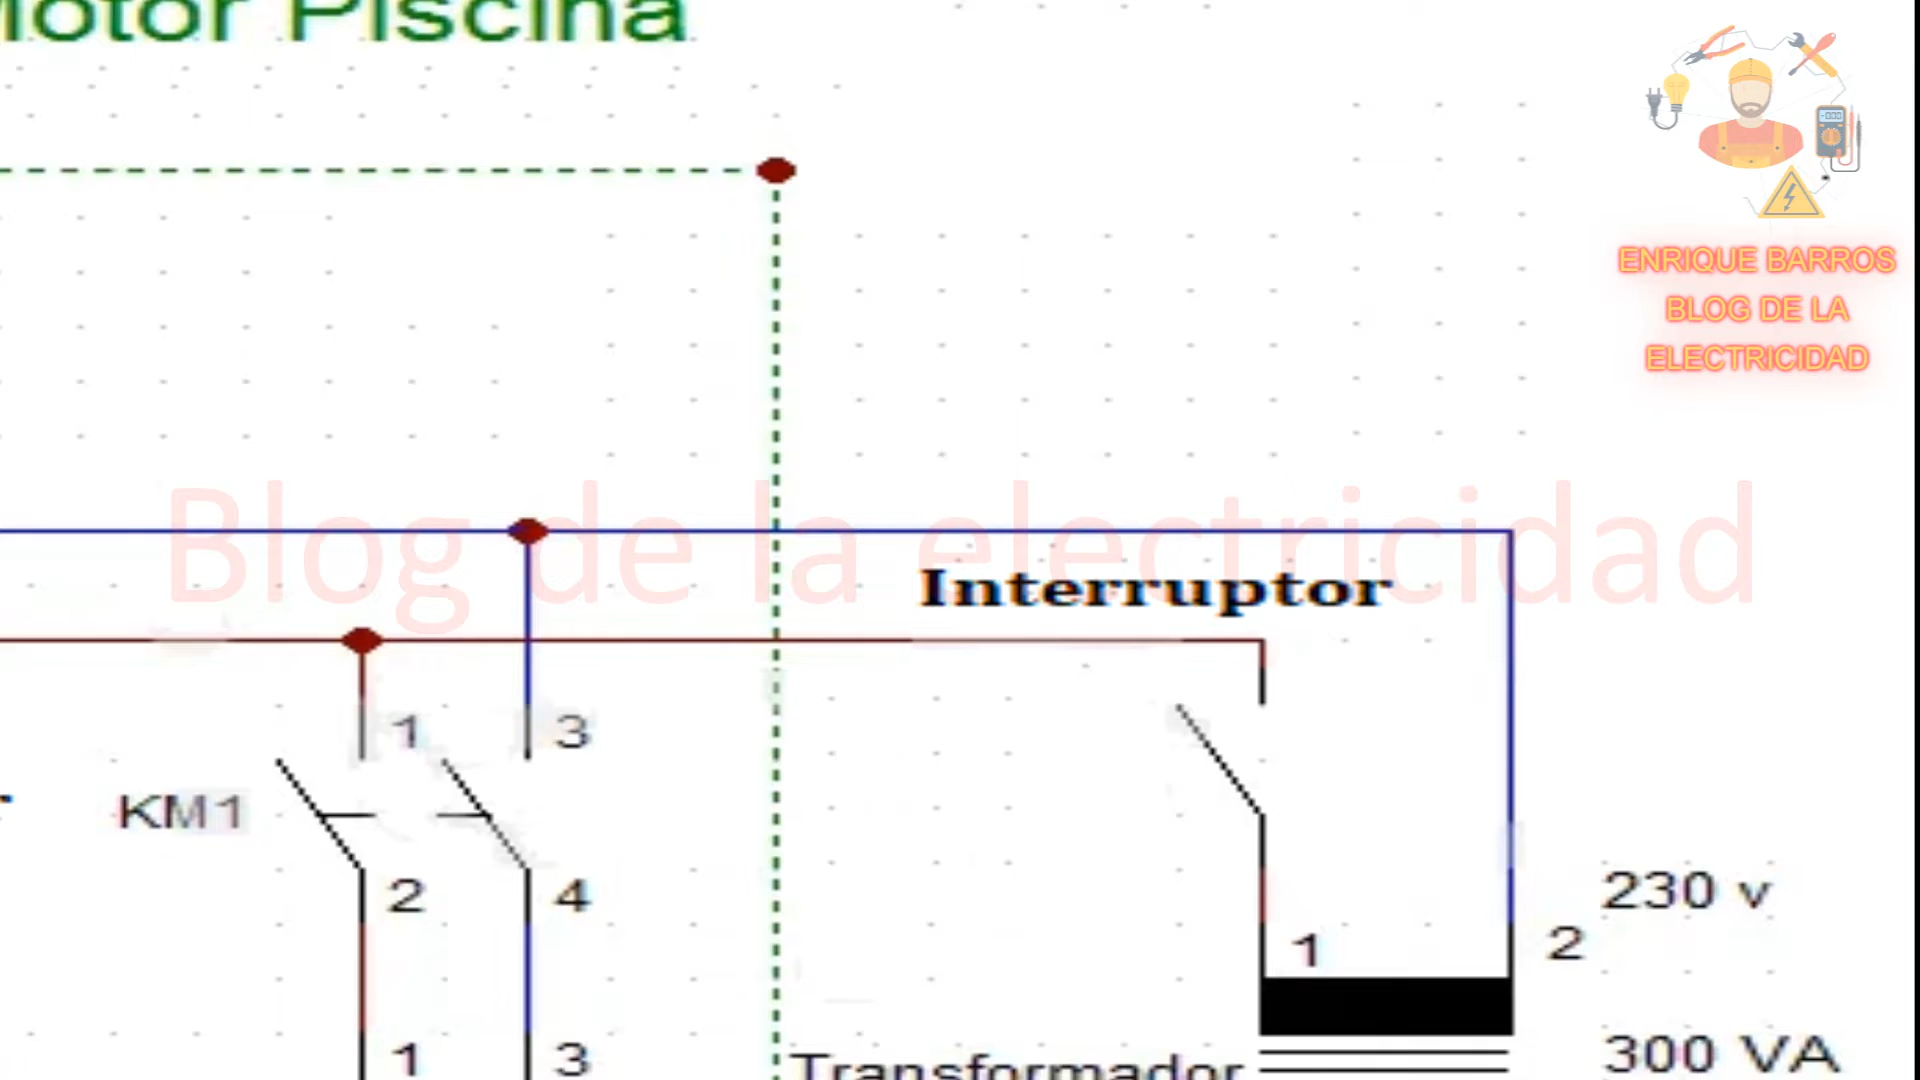 Motor Piscina
ENRIQUE BARROS
BLOG DE LA
ELECTRICIDAD
Blog de la electricidad
Interruptor
1
3
KM1
2
4
230 v
1
2
1
3
Transformador
300 VA